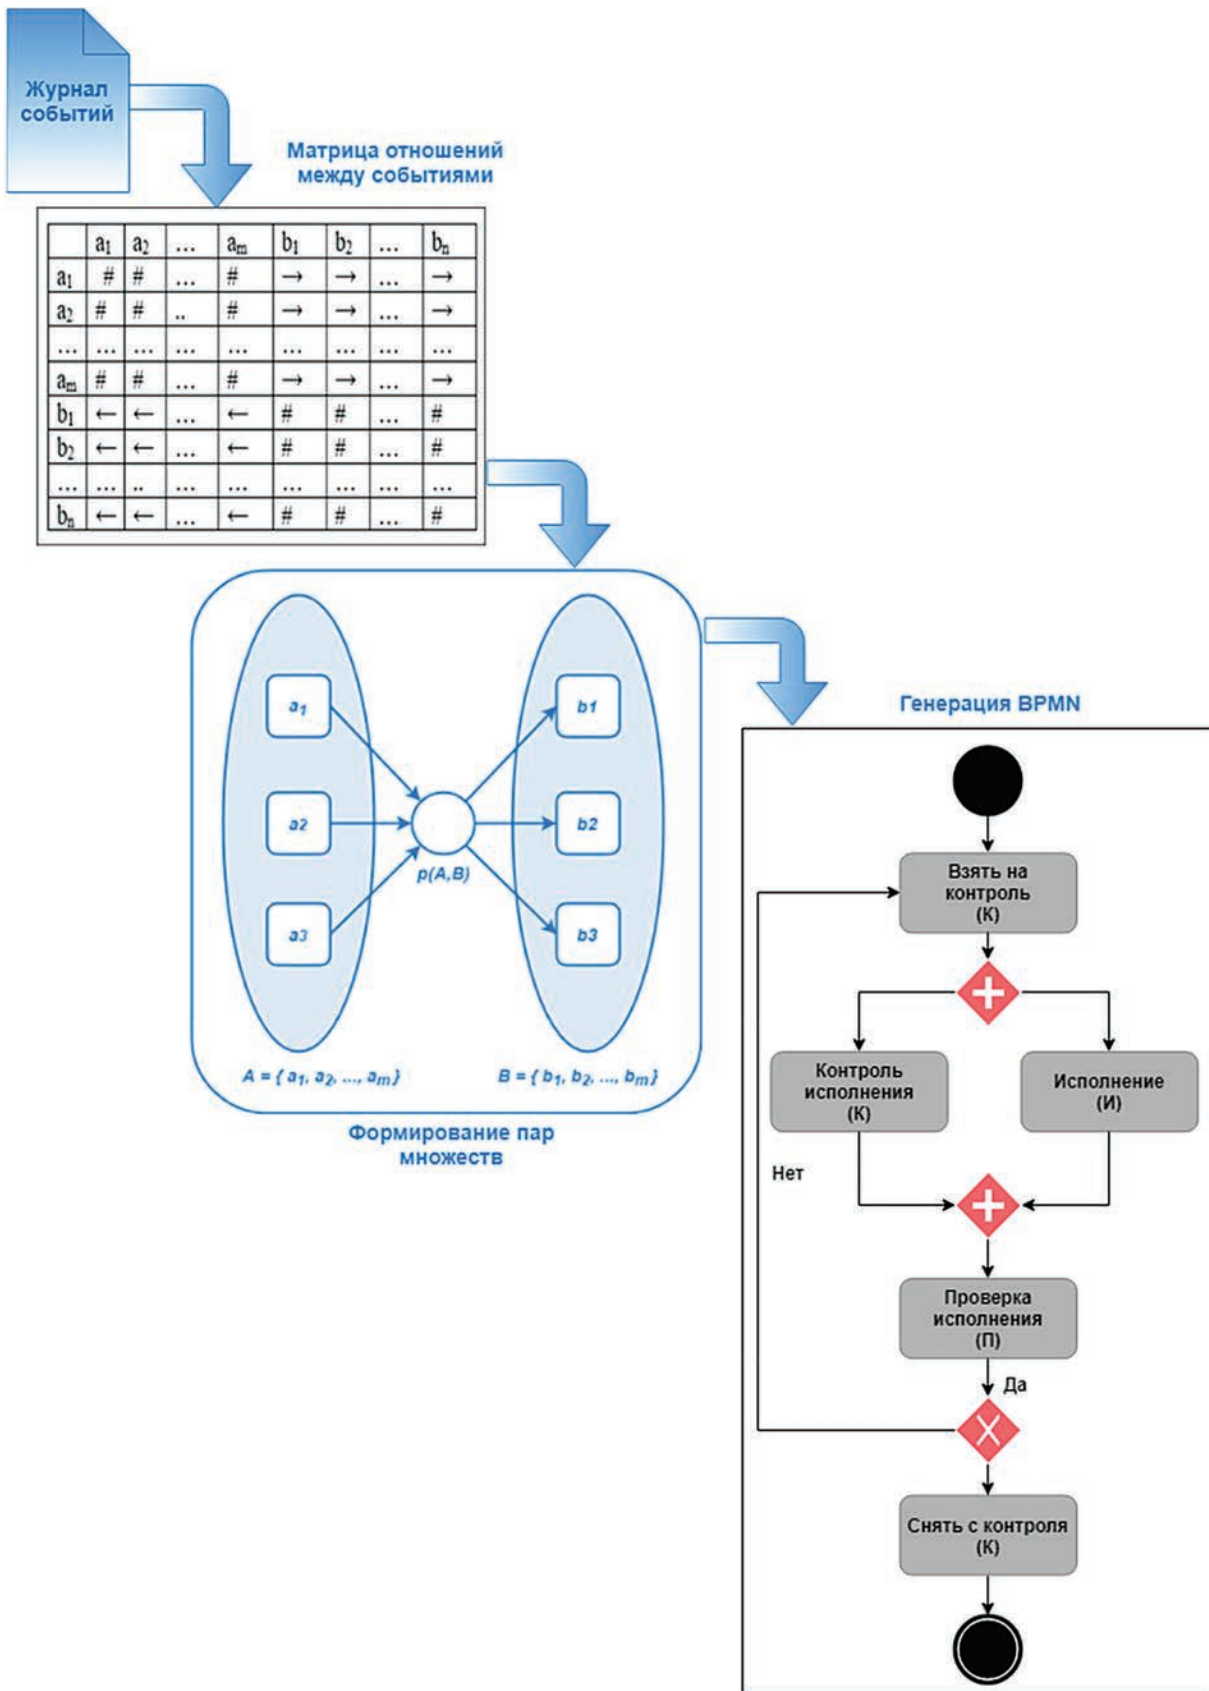 Журнал
событий
Матрица отношений
между событиями
a1 a2 ... am b1 b2 ... bn
a1 # # ... # → → ... →
a2 # # .. # → → ... →
... ... ... ... ... ... ... ... ...
am # # ... # → → ... →
b1 ← ← ... ← # # ... #
b2 ← ← ... ← # # ... #
... ... .. ... ... ... ... ... ...
bn ← ← ... ← # # ... #
a1
b1
a2
b2
p(A,B)
a3
b3
A = { a1, a2, ..., am}
B = { b1, b2, ..., bm}
Формирование пар
множеств
Генерация BPMN
Взять на
контроль
(К)
Контроль
исполнения
(К)
Исполнение
(И)
Нет
Проверка
исполнения
(П)
Да
X
Снять с контроля
(К)